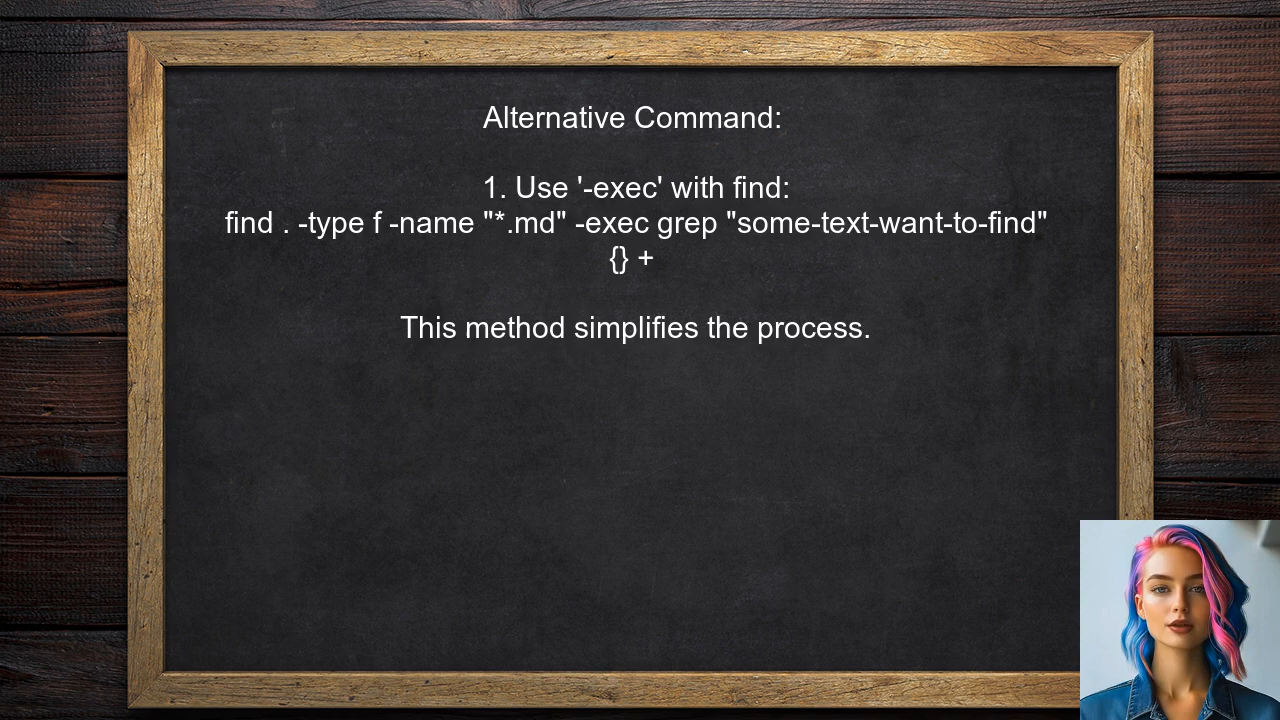 Alternative Command:
1. Use '-exec' with find:
find . -type f -name "*.md" -exec grep "some-text-want-to-find"
{} +
This method simplifies the process.